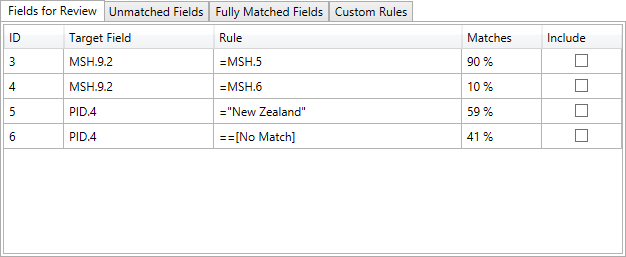 Fields for Review Unmatched Fields Fully Matched Fields Custom Rules
ID Target Field Rule Matches Include
3 MSH.9.2 =MSH.5 90 %
4 MSH.9.2 =MSH.6 10 %
5 PID.4 ="New Zealand" 59 %
6 PID.4 ==[No Match] 41 %